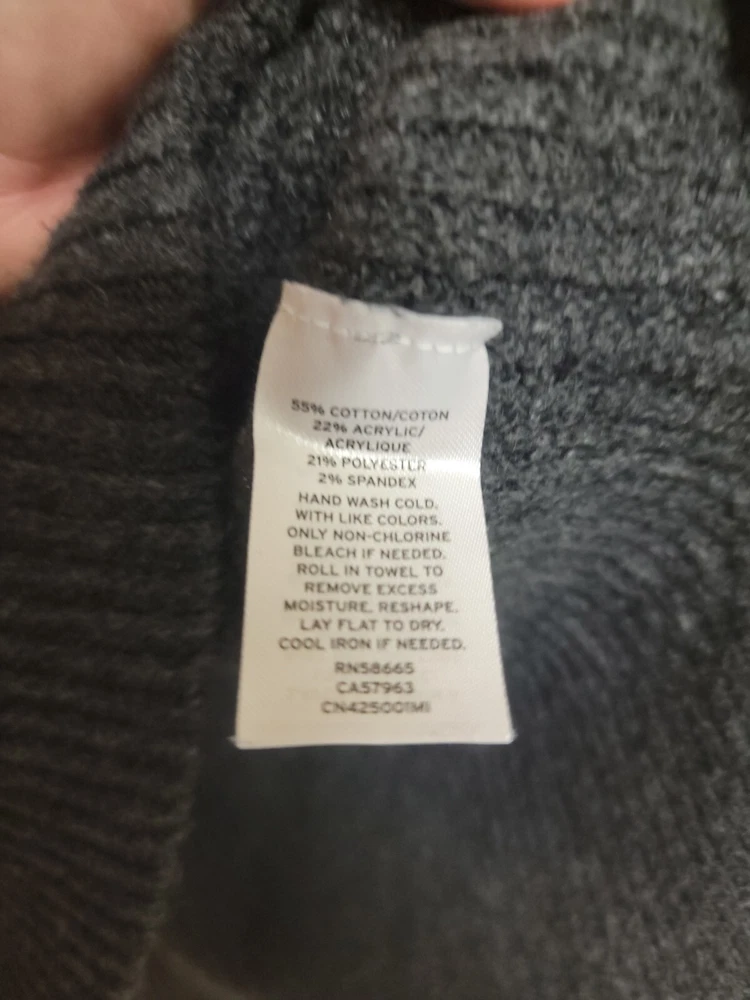 55% COTTON/COTON
22% ACRYLIC/
ACRYLIQUE
21% POLYESTER
2% SPANDEX
HAND WASH COLD,
WITH LIKE COLORS.
ONLY NON-CHLORINE
BLEACH IF NEEDED.
ROLL IN TOWEL TO
REMOVE EXCESS
MOISTURE. RESHAPE.
LAY FLAT TO DRY.
COOL IRON IF NEEDED.
RN58665
CA57963
CN425001MI